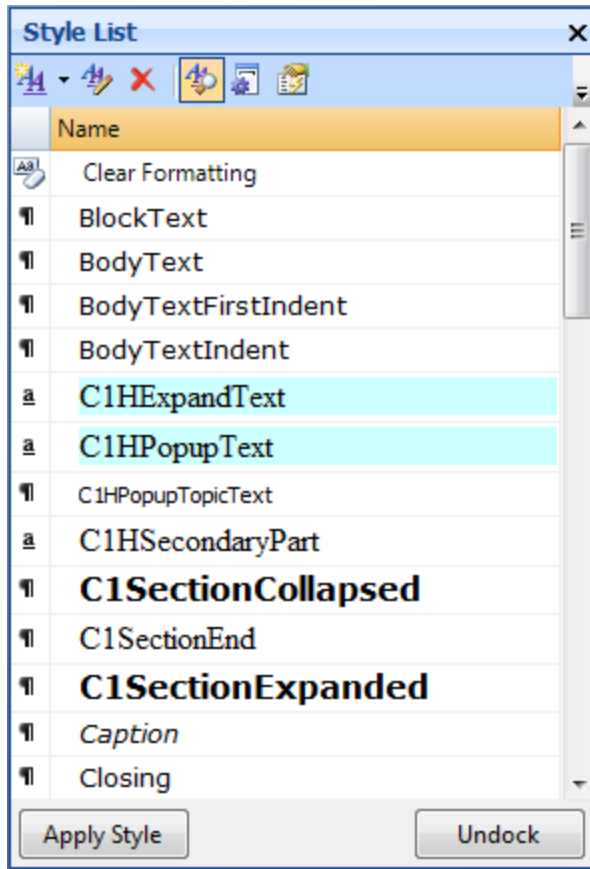 Style List
Name
Clear Formatting
¶ BlockText
¶ BodyText
¶ BodyTextFirstIndent
¶ BodyTextIndent
a C1HExpandText
a C1HPopupText
¶ C1HPopupTopicText
a C1HSecondaryPart
¶ C1SectionCollapsed
¶ C1SectionEnd
¶ C1SectionExpanded
¶ Caption
¶ Closing
Apply Style Undock